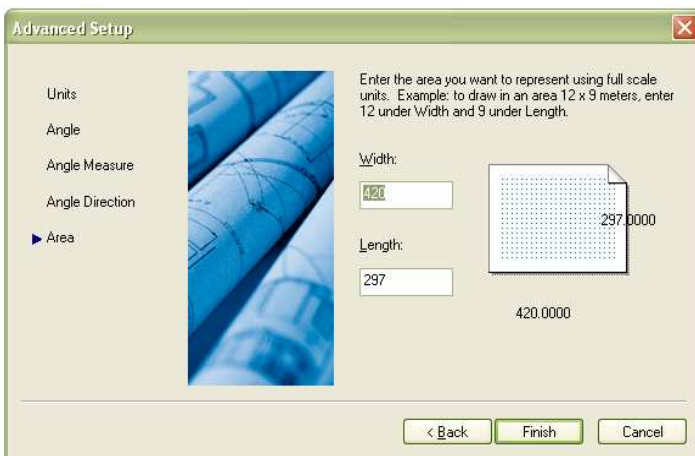 Advanced Setup
Units
Angle
Angle Measure
Angle Direction
Area
Enter the area you want to represent using full scale
units. Example: to draw in an area 12 x 9 meters, enter
12 under Width and 9 under Length.
Width:
420
Length:
297
297.0000
420.0000
< Back
Finish
Cancel